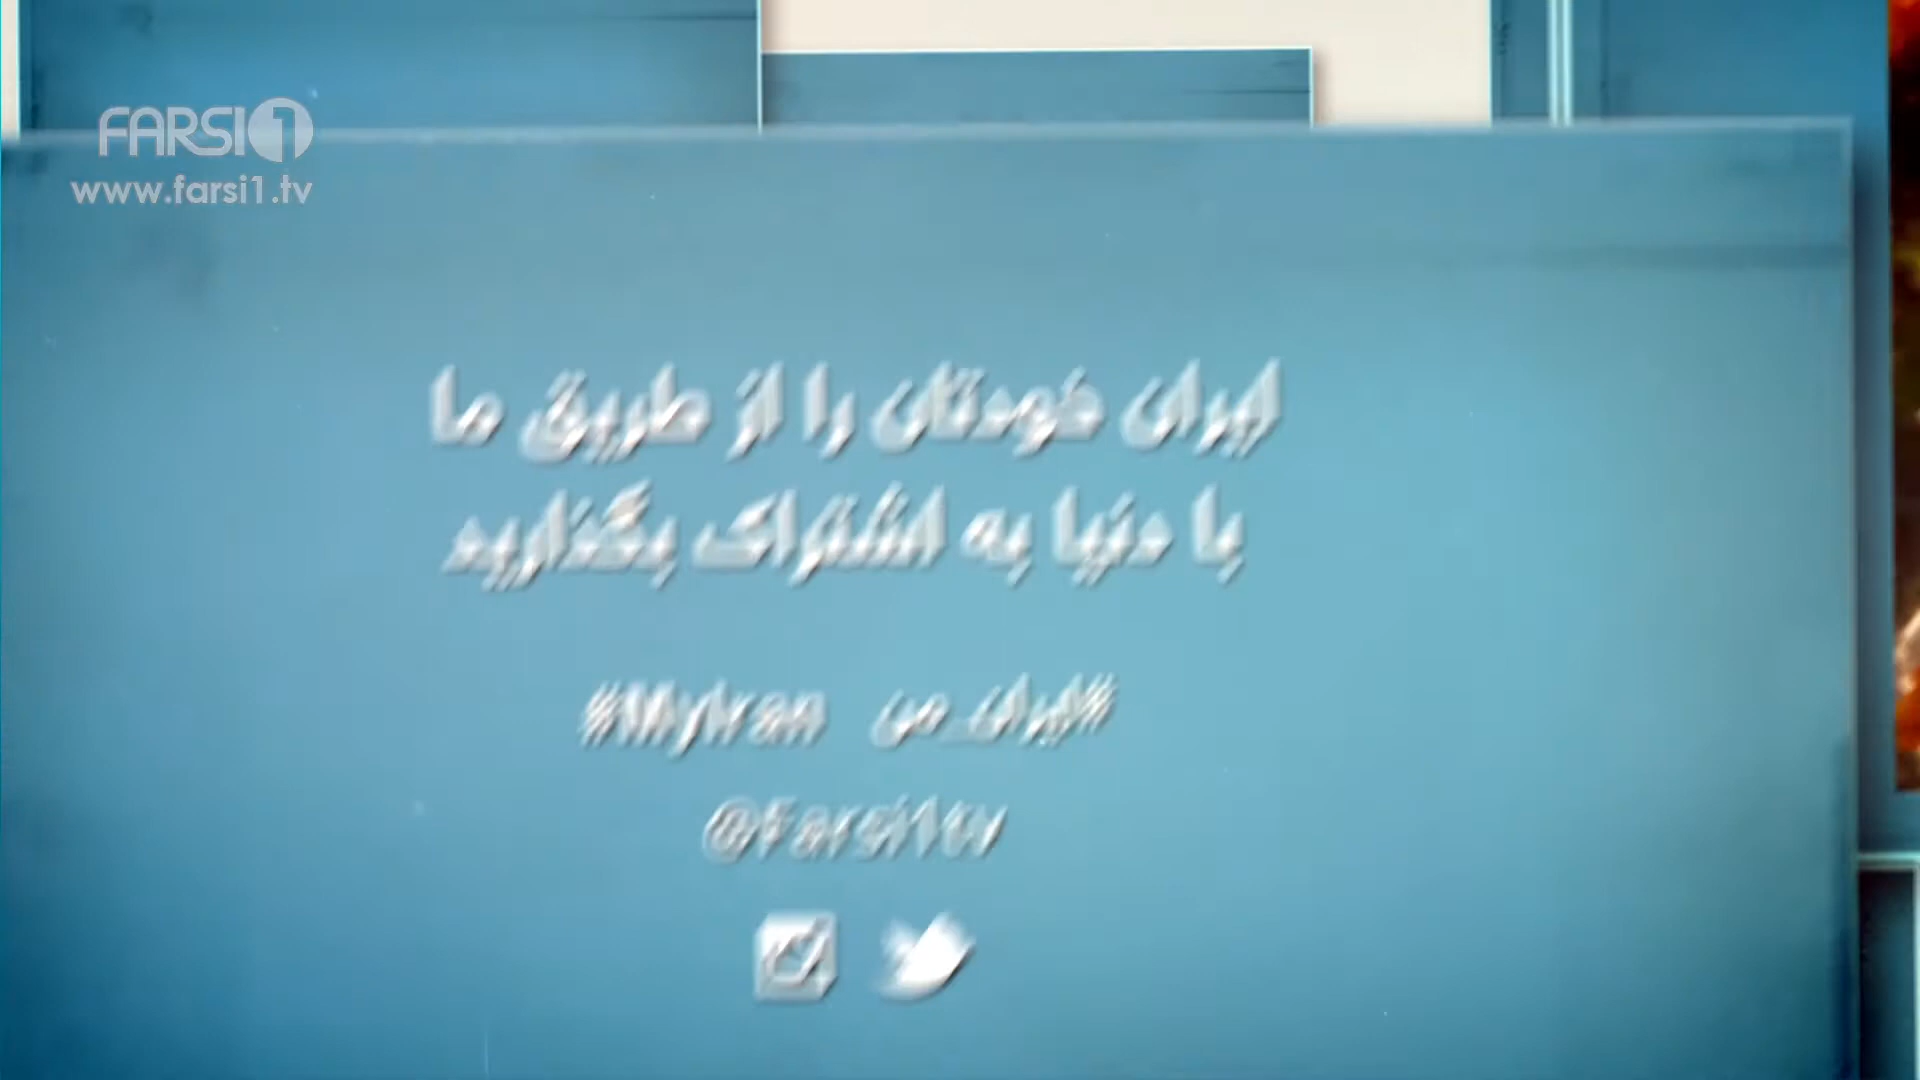 FARSI1
www.farsi1.tv
ایران خودتان را از طریق ما
با دنیا به اشتراک بگذارید
#ایران_من #MyIran
@Farsi1tv